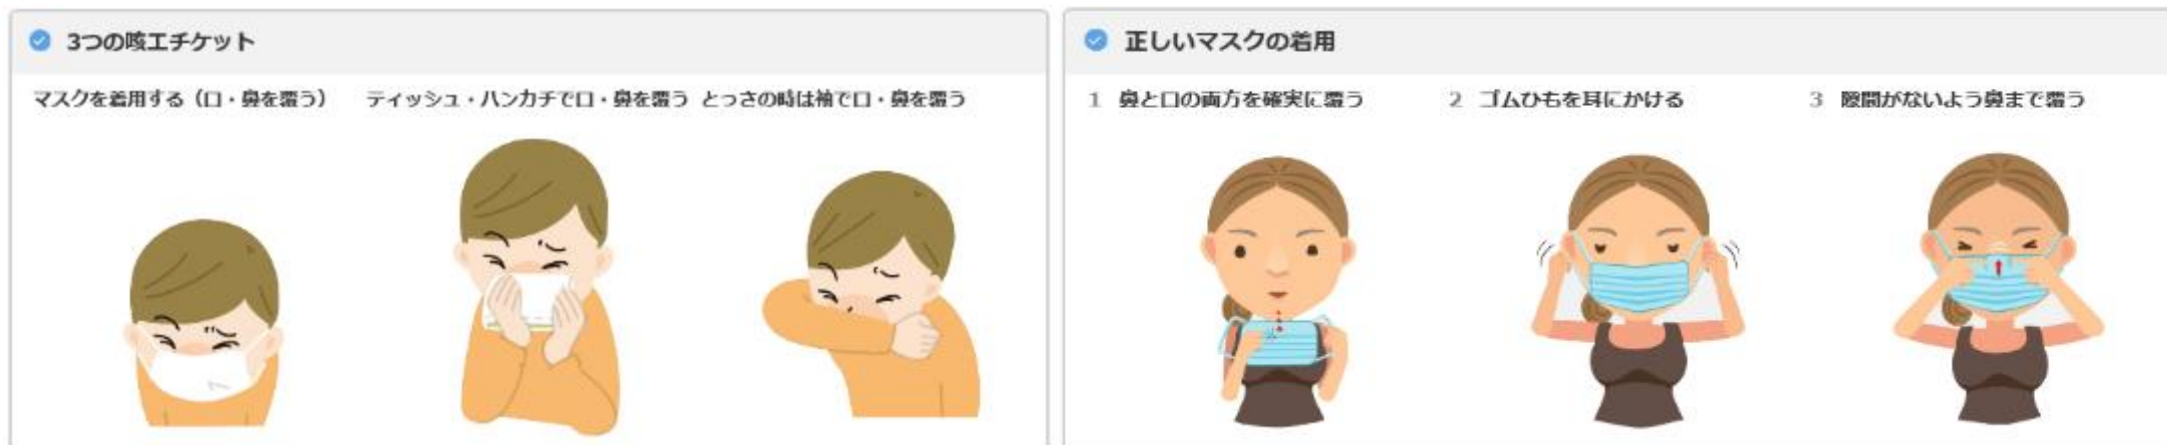 3つの咳エチケット
マスクを着用する（口・鼻を覆う）
ティッシュ・ハンカチで口・鼻を覆う
とっさの時は袖で口・鼻を覆う
正しいマスクの着用
1 鼻と口の両方を確実に覆う
2 ゴムひもを耳にかける
3 隙間がないよう鼻まで覆う